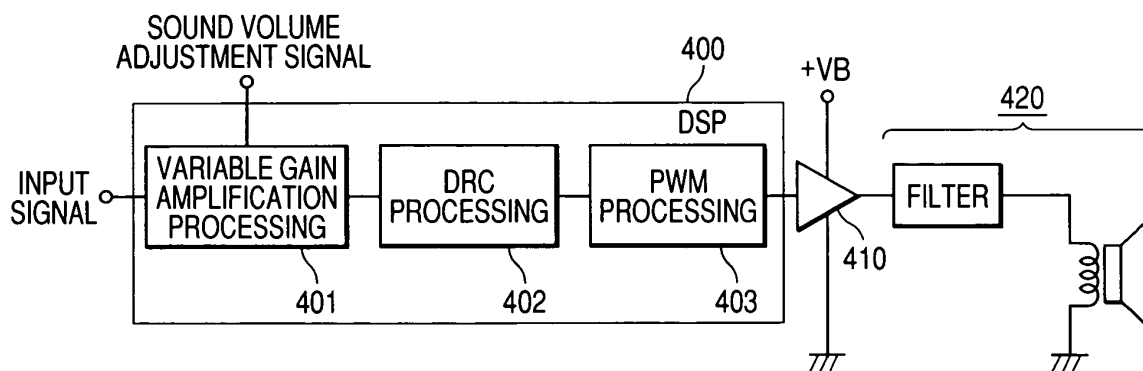 SOUND VOLUME
ADJUSTMENT SIGNAL
400
+VB
420
DSP
INPUT
SIGNAL
VARIABLE GAIN
AMPLIFICATION
PROCESSING
DRC
PROCESSING
PWM
PROCESSING
FILTER
410
401
402
403